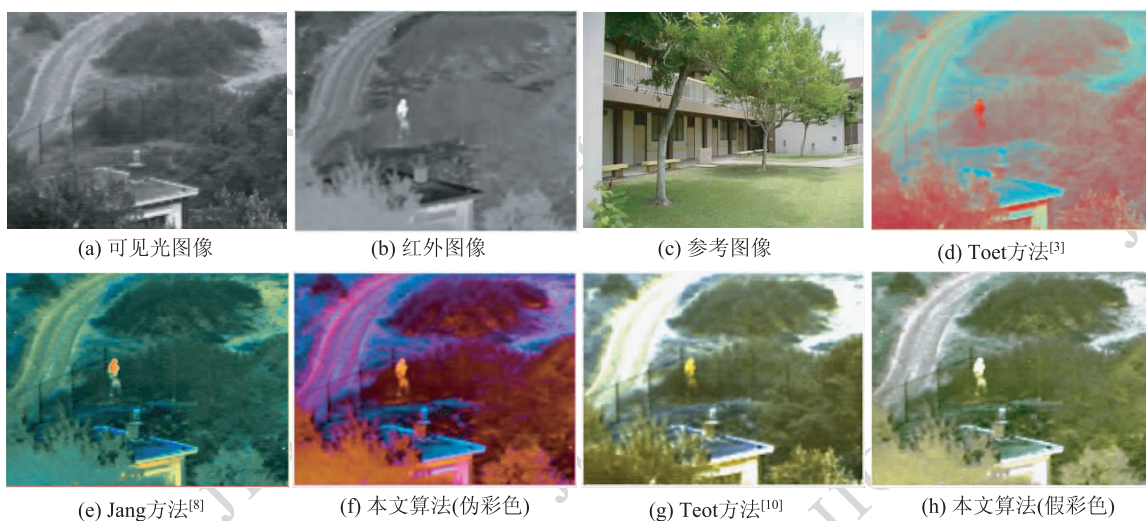 (a) 可见光图像
(b) 红外图像
(c) 参考图像
(d) Toet方法[3]
(e) Jang方法[8]
(f) 本文算法(伪彩色)
(g) Teot方法[10]
(h) 本文算法(假彩色)